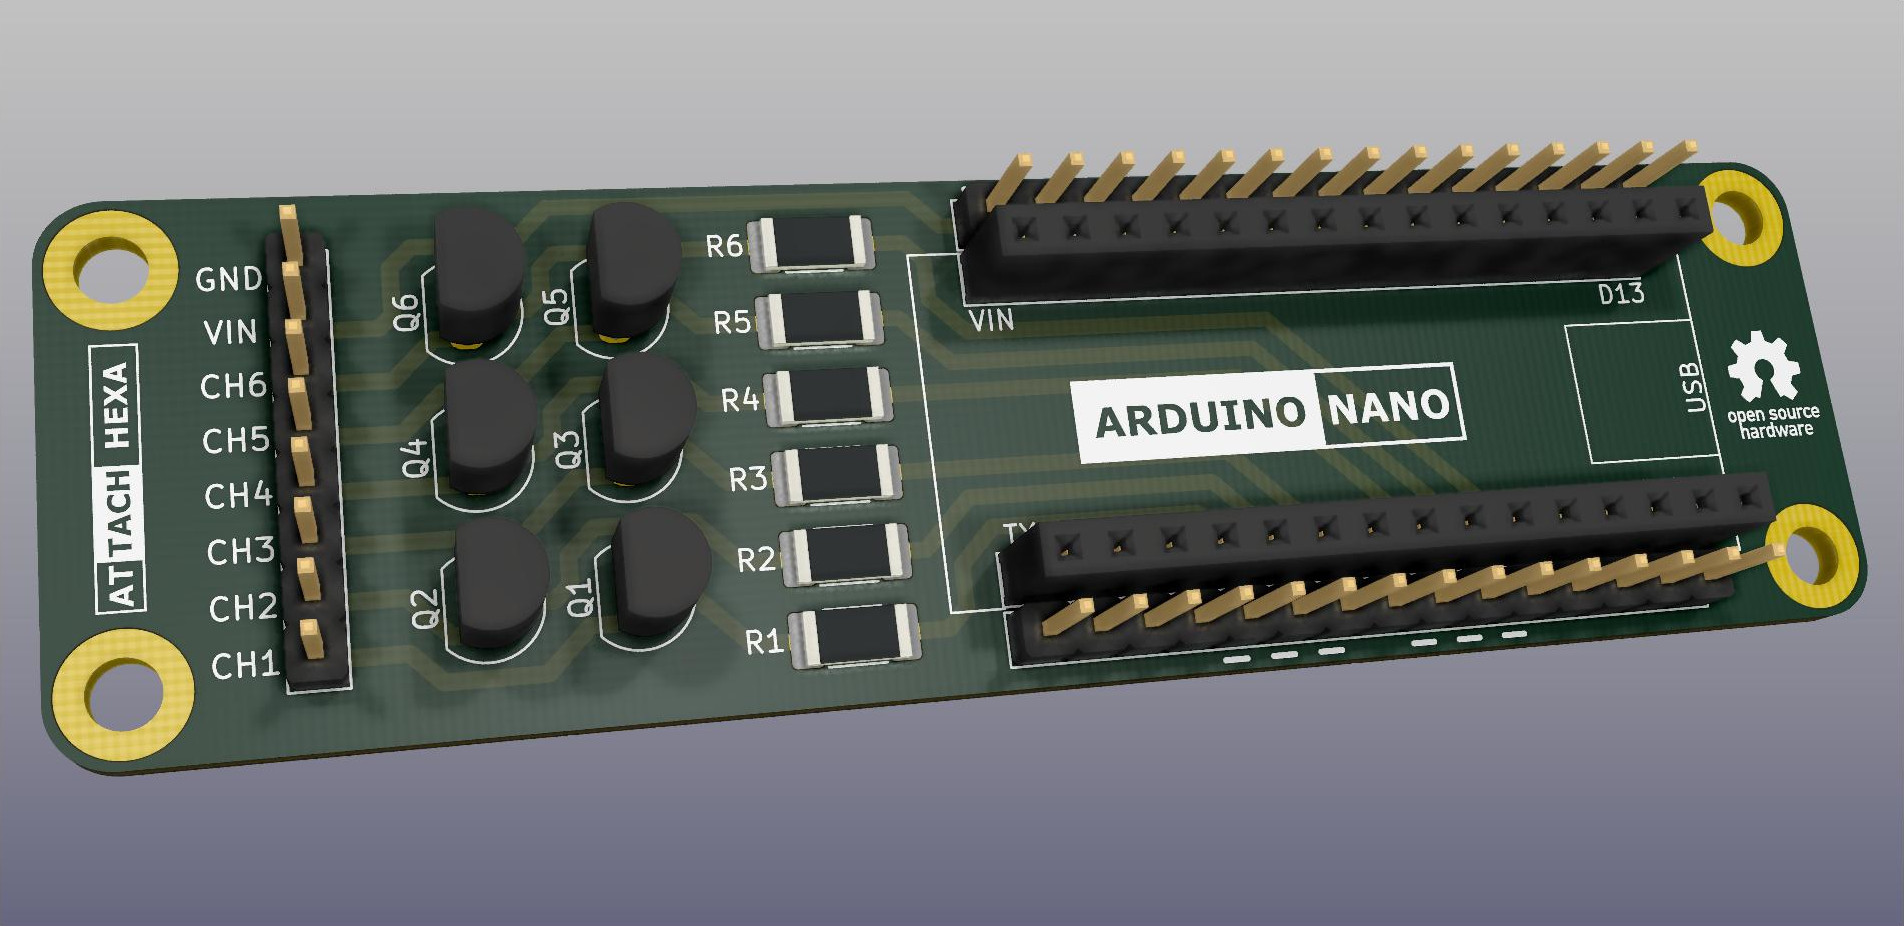 GND
VIN
CH6
CH5
CH4
CH3
CH2
CH1
ATTACH HEXA
Q6
Q5
Q4
Q3
Q2
Q1
R6
R5
R4
R3
R2
R1
VIN
D13
ARDUINO NANO
USB
open source
hardware